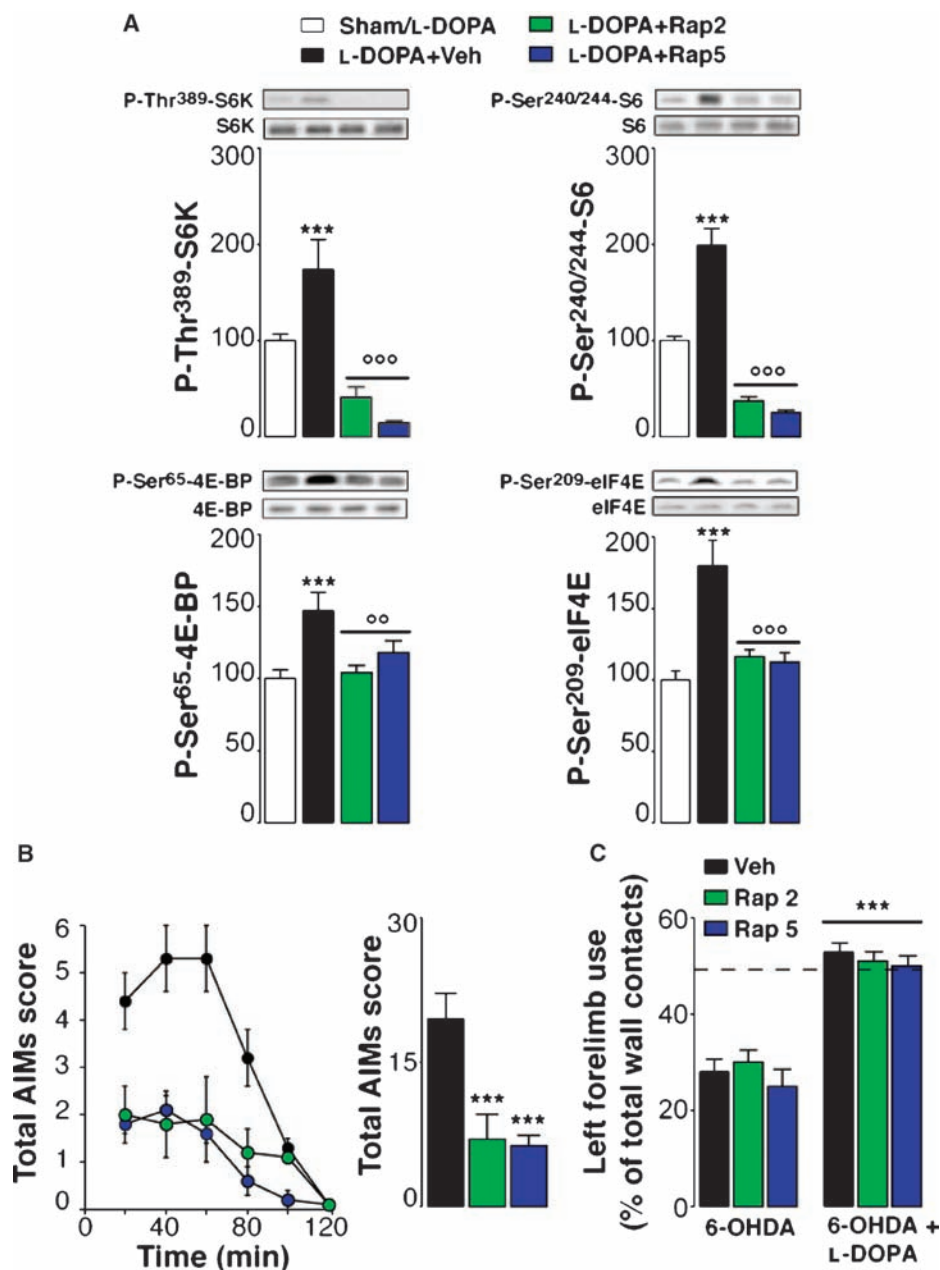 A
Sham/L-DOPA
L-DOPA+Veh
L-DOPA+Rap2
L-DOPA+Rap5
P-Thr389-S6K
S6K
300
200
100
0
P-Thr389-S6K
***
°°°
P-Ser240/244-S6
S6
300
200
100
0
P-Ser240/244-S6
***
°°°
P-Ser65-4E-BP
4E-BP
200
150
100
50
0
P-Ser65-4E-BP
***
°°
P-Ser209-eIF4E
eIF4E
200
150
100
50
0
P-Ser209-eIF4E
***
°°°
B
6
5
4
3
2
1
0
Total AIMs score
0
40
80
120
Time (min)
30
15
0
Total AIMs score
***
***
C
Veh
Rap 2
Rap 5
60
40
20
0
Left forelimb use
(% of total wall contacts)
***
6-OHDA
6-OHDA +
L-DOPA